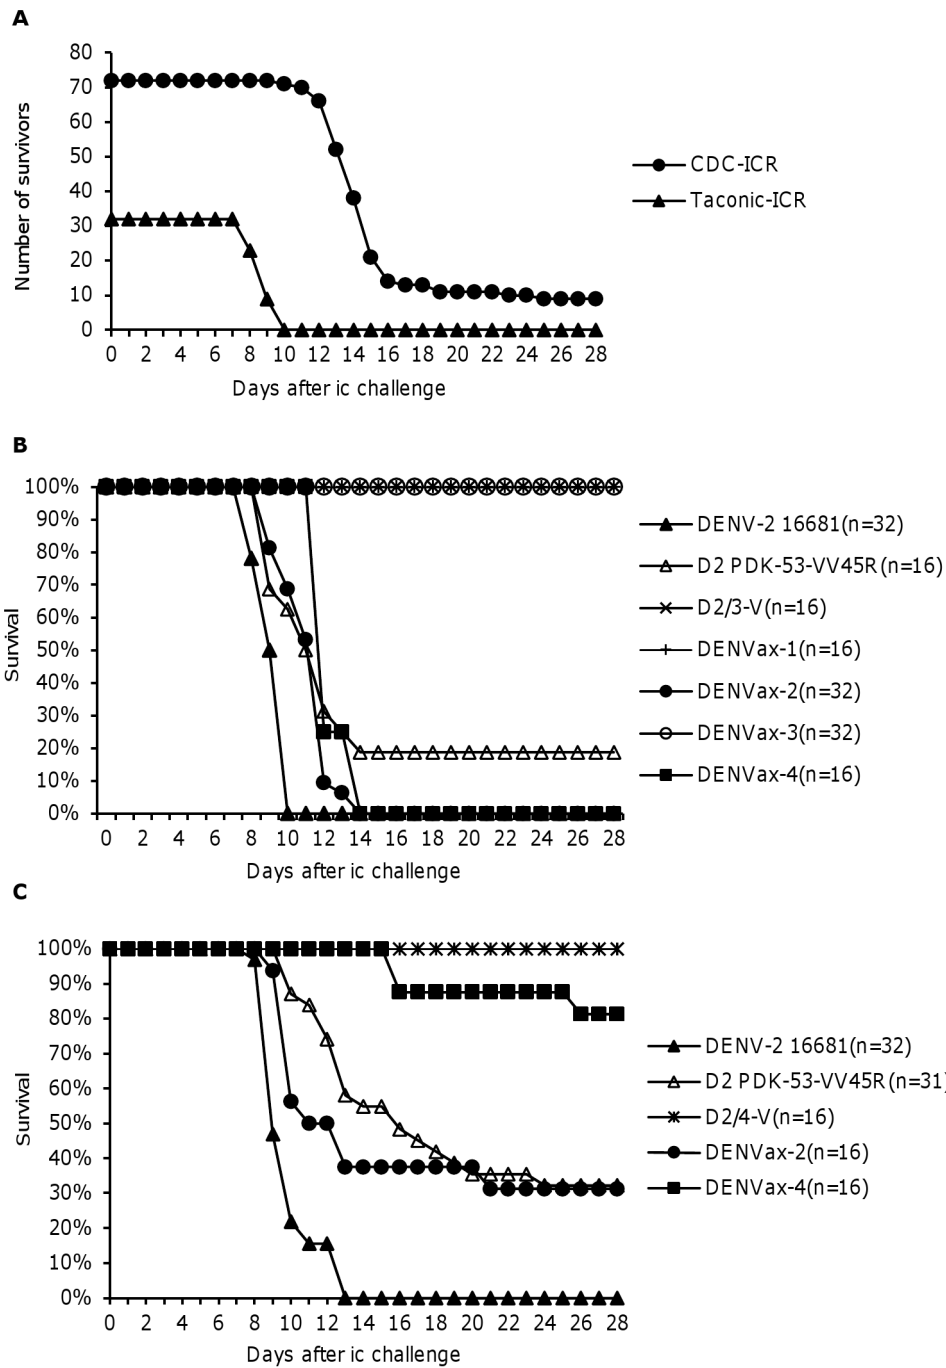 A
80
70
60
50
40
30
20
10
0
Number of survivors
0 2 4 6 8 10 12 14 16 18 20 22 24 26 28
Days after ic challenge
CDC-ICR
Taconic-ICR
B
100%
90%
80%
70%
60%
50%
40%
30%
20%
10%
0%
Survival
0 2 4 6 8 10 12 14 16 18 20 22 24 26 28
Days after ic challenge
DENV-2 16681(n=32)
D2 PDK-53-VV45R(n=16)
D2/3-V(n=16)
DENVax-1(n=16)
DENVax-2(n=32)
DENVax-3(n=32)
DENVax-4(n=16)
C
100%
90%
80%
70%
60%
50%
40%
30%
20%
10%
0%
Survival
0 2 4 6 8 10 12 14 16 18 20 22 24 26 28
Days after ic challenge
DENV-2 16681(n=32)
D2 PDK-53-VV45R(n=31)
D2/4-V(n=16)
DENVax-2(n=16)
DENVax-4(n=16)